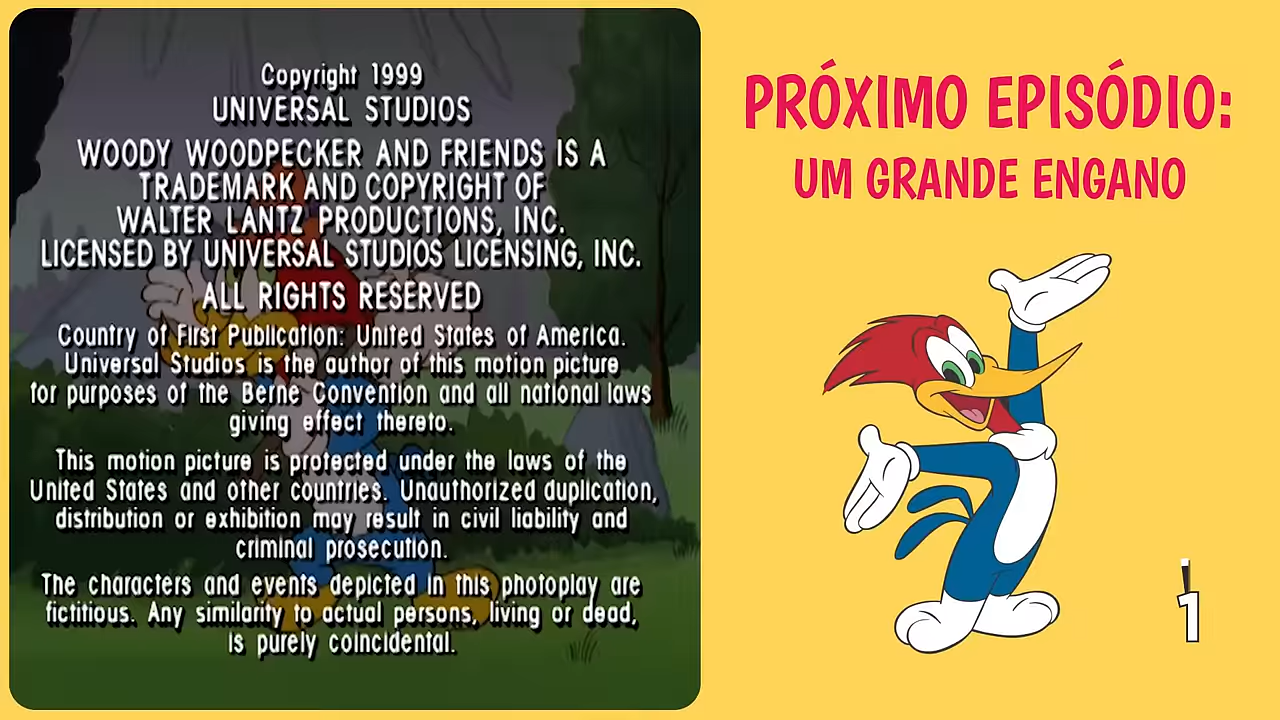 Copyright 1999
UNIVERSAL STUDIOS
WOODY WOODPECKER AND FRIENDS IS A
TRADEMARK AND COPYRIGHT OF
WALTER LANTZ PRODUCTIONS, INC.
LICENSED BY UNIVERSAL STUDIOS LICENSING, INC.
ALL RIGHTS RESERVED
Country of First Publication: United States of America.
Universal Studios is the author of this motion picture
for purposes of the Berne Convention and all national laws
giving effect thereto.
This motion picture is protected under the laws of the
United States and other countries. Unauthorized duplication,
distribution or exhibition may result in civil liability and
criminal prosecution.
The characters and events depicted in this photoplay are
fictitious. Any similarity to actual persons, living or dead,
is purely coincidental.
PRÓXIMO EPISÓDIO:
UM GRANDE ENGANO
1